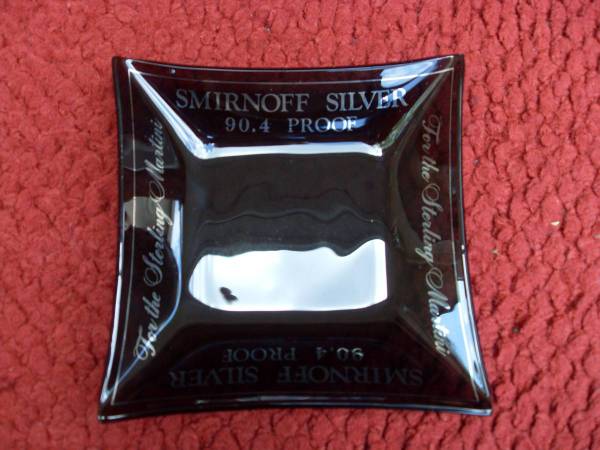 SMIRNOFF SILVER
90.4 PROOF
For the Sterling Martini
For the Sterling Martini
90.4 PROOF
SMIRNOFF SILVER